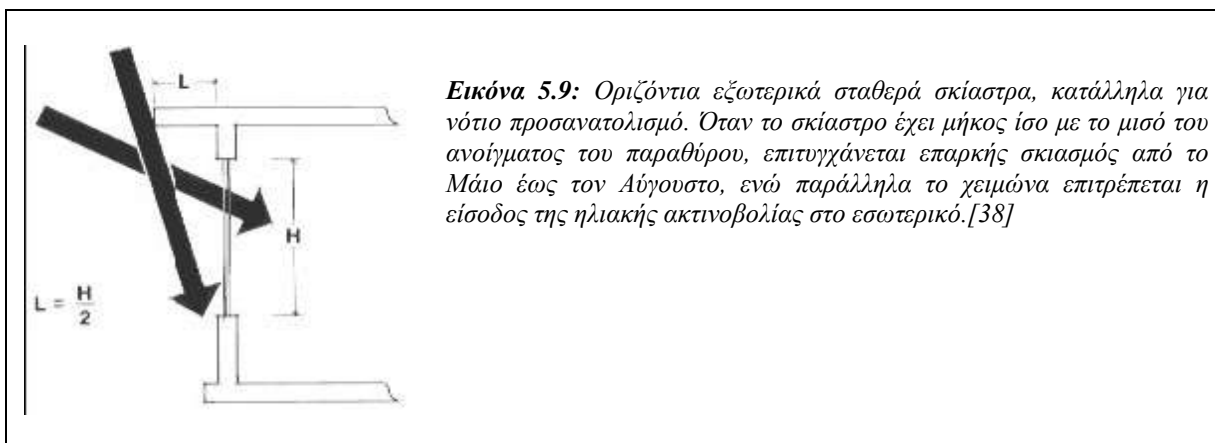 L
H
L = H/2
Εικόνα 5.9: Οριζόντια εξωτερικά σταθερά σκίαστρα, κατάλληλα για
νότιο προσανατολισμό. Όταν το σκίαστρο έχει μήκος ίσο με το μισό του
ανοίγματος του παραθύρου, επιτυγχάνεται επαρκής σκιασμός από το
Μάιο έως τον Αύγουστο, ενώ παράλληλα το χειμώνα επιτρέπεται η
είσοδος της ηλιακής ακτινοβολίας στο εσωτερικό.[38]